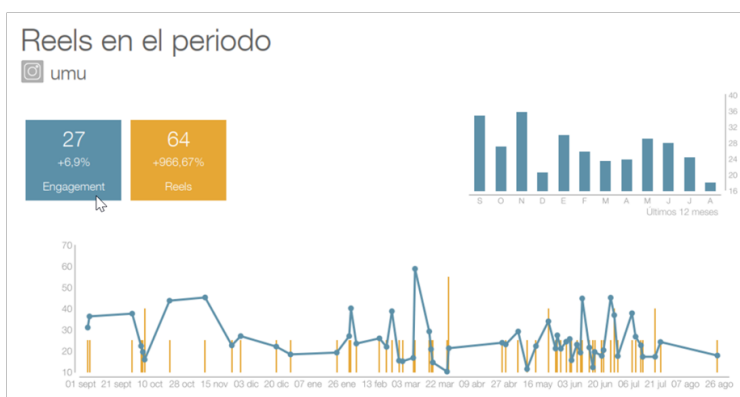 Reels en el periodo
umu
27
+6,9%
Engagement
64
+966,67%
Reels
40
36
32
28
24
20
16
S O N D E F M A M J J A
Últimos 12 meses
70
60
50
40
30
20
10
01 sept 21 sept 10 oct 28 oct 15 nov 03 dic 20 dic 07 ene 26 ene 13 feb 03 mar 22 mar 09 abr 27 abr 16 may 03 jun 20 jun 06 jul 21 jul 07 ago 26 ago